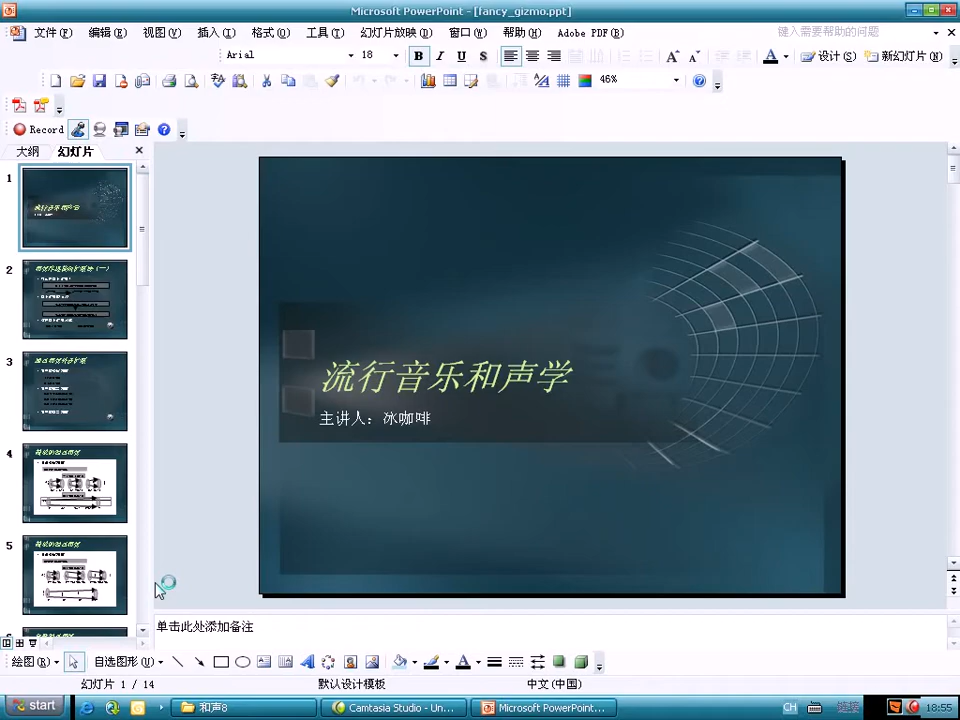 Microsoft PowerPoint - [fancy_gizmo.ppt]
文件(F) 编辑(E) 视图(V) 插入(I) 格式(O) 工具(T) 幻灯片放映(D) 窗口(W) 帮助(H) Adobe PDF(B) 键入需要帮助的问题
Arial 18 B I U S A 设计(S) 新幻灯片(N)
46%
Record
大纲 幻灯片
1
2
3
4
5
流行音乐和声学
主讲人：冰咖啡
单击此处添加备注
绘图(R) 自选图形(U)
幻灯片 1 / 14 默认设计模板 中文(中国)
start 和声8 Camtasia Studio - Un... Microsoft PowerPoint... CH 18:55